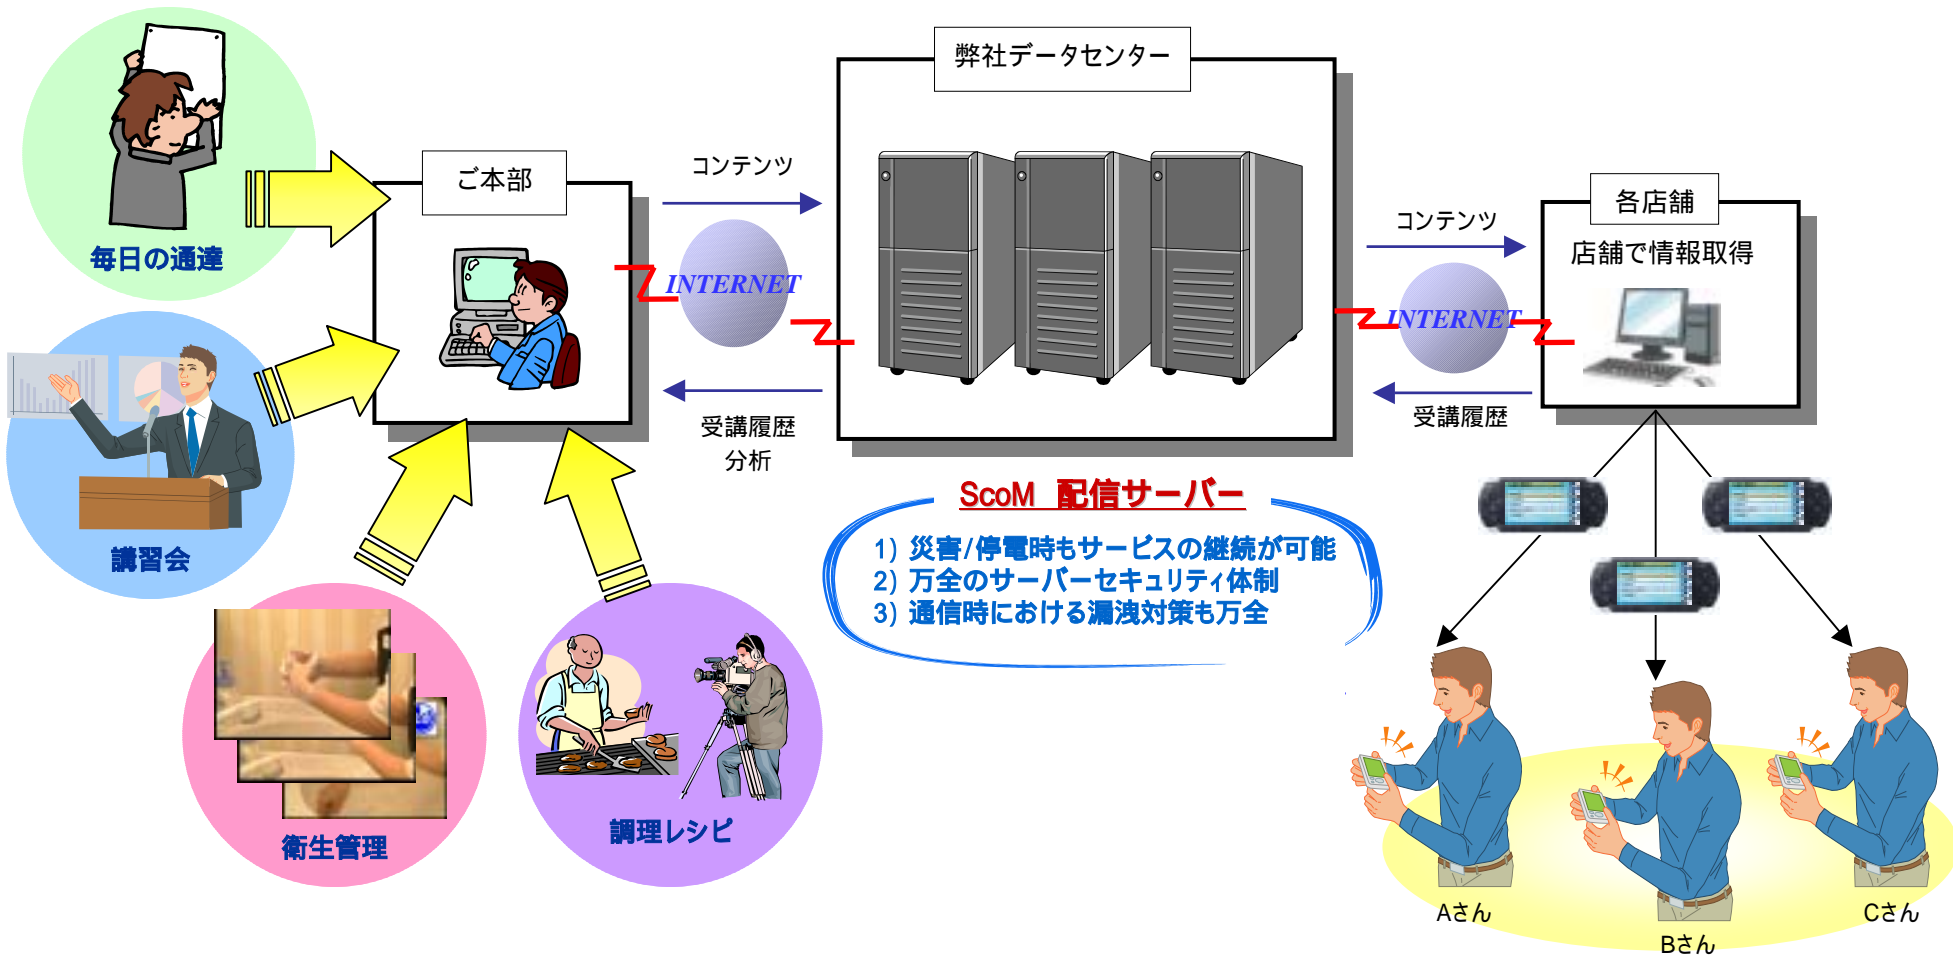 毎日の通達
講習会
衛生管理
調理レシピ
ご本部
コンテンツ
INTERNET
受講履歴
分析
弊社データセンター
ScoM 配信サーバー
1) 災害/停電時もサービスの継続が可能
2) 万全のサーバーセキュリティ体制
3) 通信時における漏洩対策も万全
コンテンツ
INTERNET
受講履歴
各店舗
店舗で情報取得
Aさん
Bさん
Cさん